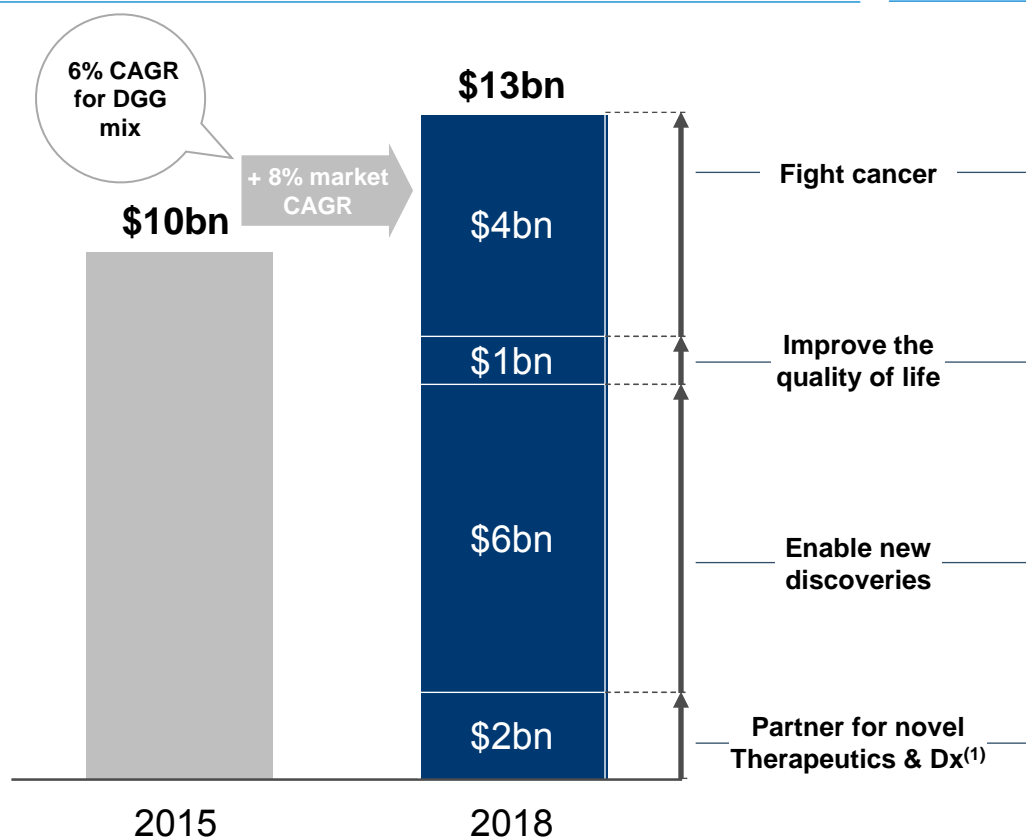 6% CAGR
for DGG
mix
+ 8% market
CAGR
$10bn
$13bn
$4bn
$1bn
$6bn
$2bn
Fight cancer
Improve the
quality of life
Enable new
discoveries
Partner for novel
Therapeutics & Dx(1)
2015
2018